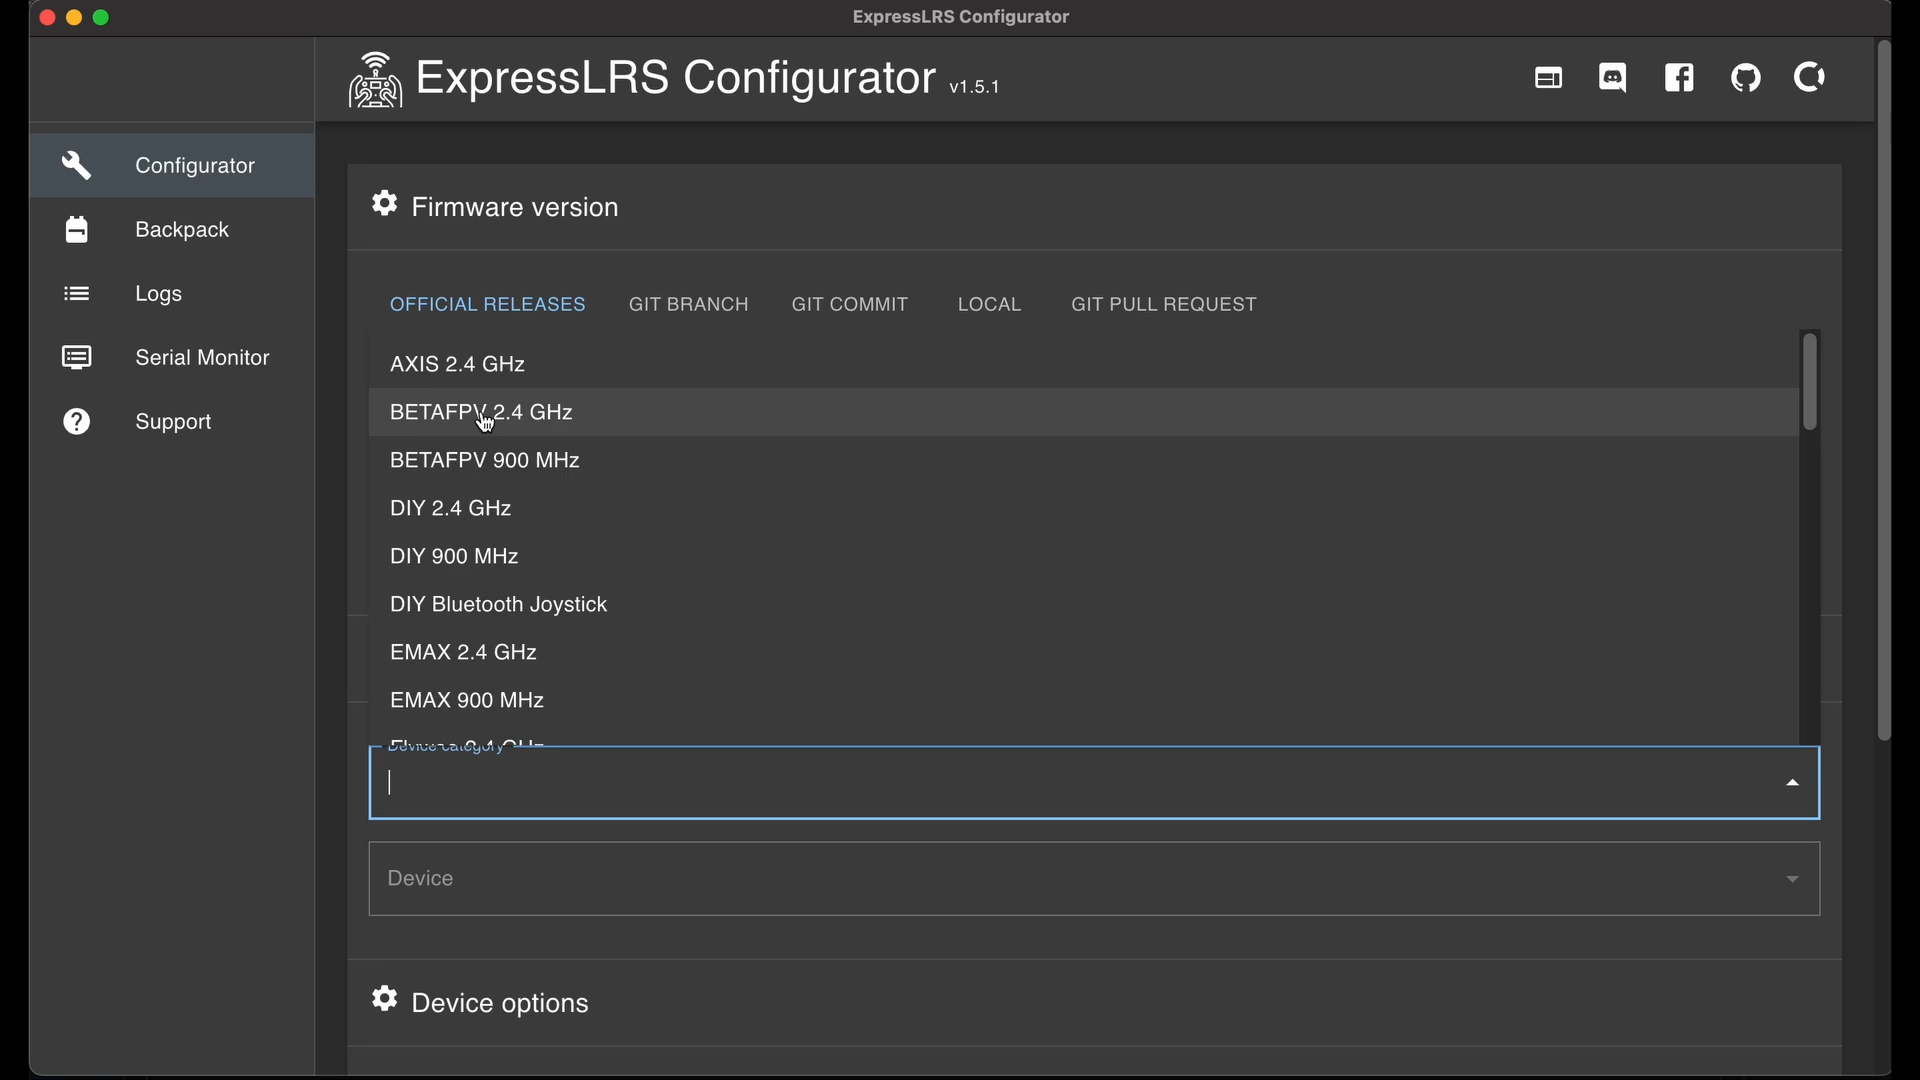 ExpressLRS Configurator
ExpressLRS Configurator v1.5.1
Configurator
Backpack
Logs
Serial Monitor
Support
Firmware version
OFFICIAL RELEASES GIT BRANCH GIT COMMIT LOCAL GIT PULL REQUEST
AXIS 2.4 GHz
BETAFPV 2.4 GHz
BETAFPV 900 MHz
DIY 2.4 GHz
DIY 900 MHz
DIY Bluetooth Joystick
EMAX 2.4 GHz
EMAX 900 MHz
Device category
Device
Device options